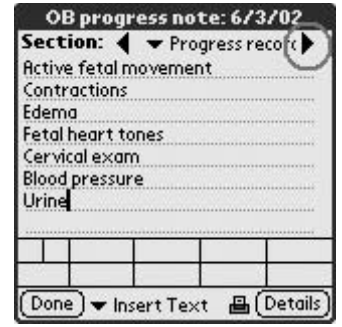 OB progress note: 6/3/02
Section: Progress recor
Active fetal movement
Contractions
Edema
Fetal heart tones
Cervical exam
Blood pressure
Urine
Done Insert Text Details